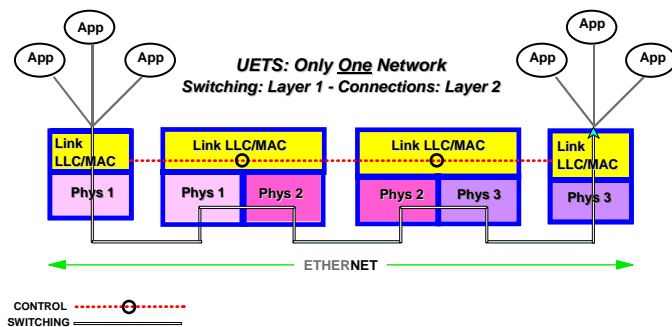 App
App
App
App
App
App
UETS: Only One Network
Switching: Layer 1 - Connections: Layer 2
Link
LLC/MAC
Link LLC/MAC
Link LLC/MAC
Link
LLC/MAC
Phys 1
Phys 1
Phys 2
Phys 2
Phys 3
Phys 3
ETHERNET
CONTROL
SWITCHING